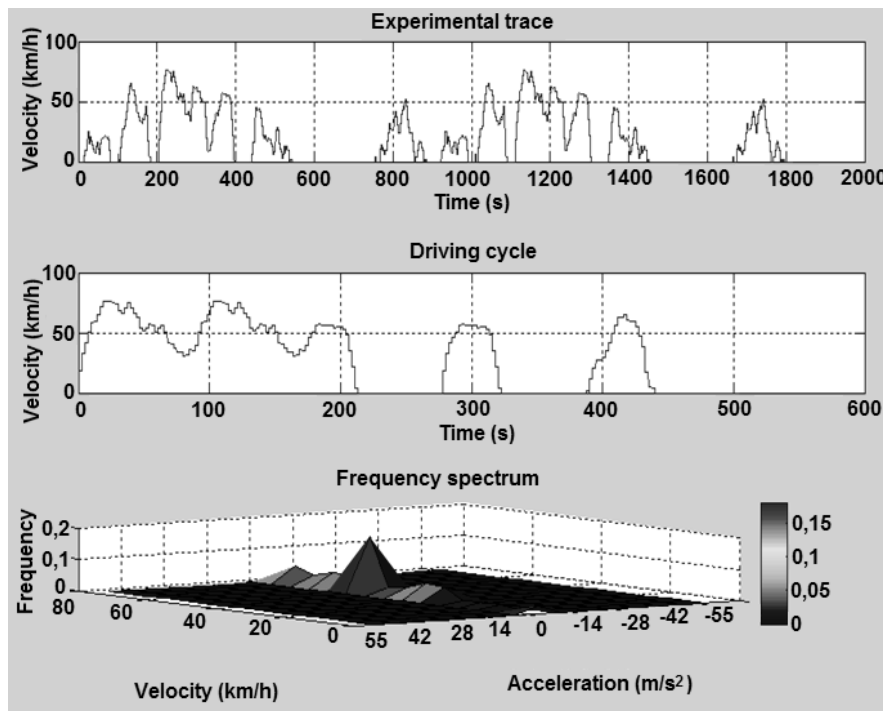 Experimental trace
Velocity (km/h)
100
50
0
0 200 400 600 800 1000 1200 1400 1600 1800 2000
Time (s)
Driving cycle
Velocity (km/h)
100
50
0
0 100 200 300 400 500 600
Time (s)
Frequency spectrum
Frequency
0,2
0,1
0
80 60 40 20 0
55 42 28 14 0 -14 -28 -42 -55
Velocity (km/h)
Acceleration (m/s²)
0,15
0,1
0,05
0